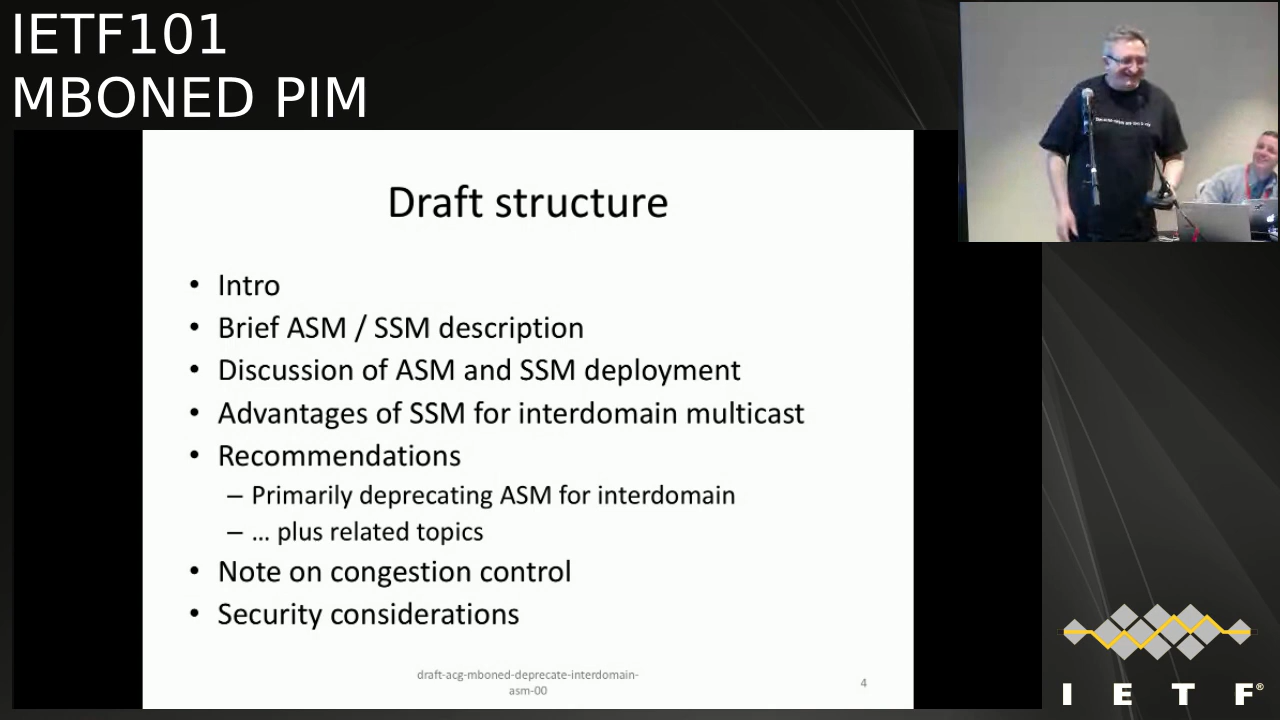 IETF101
MBONED PIM
Draft structure
• Intro
• Brief ASM / SSM description
• Discussion of ASM and SSM deployment
• Advantages of SSM for interdomain multicast
• Recommendations
– Primarily deprecating ASM for interdomain
– … plus related topics
• Note on congestion control
• Security considerations
draft-acg-mboned-deprecate-interdomain-
asm-00
4
I E T F®